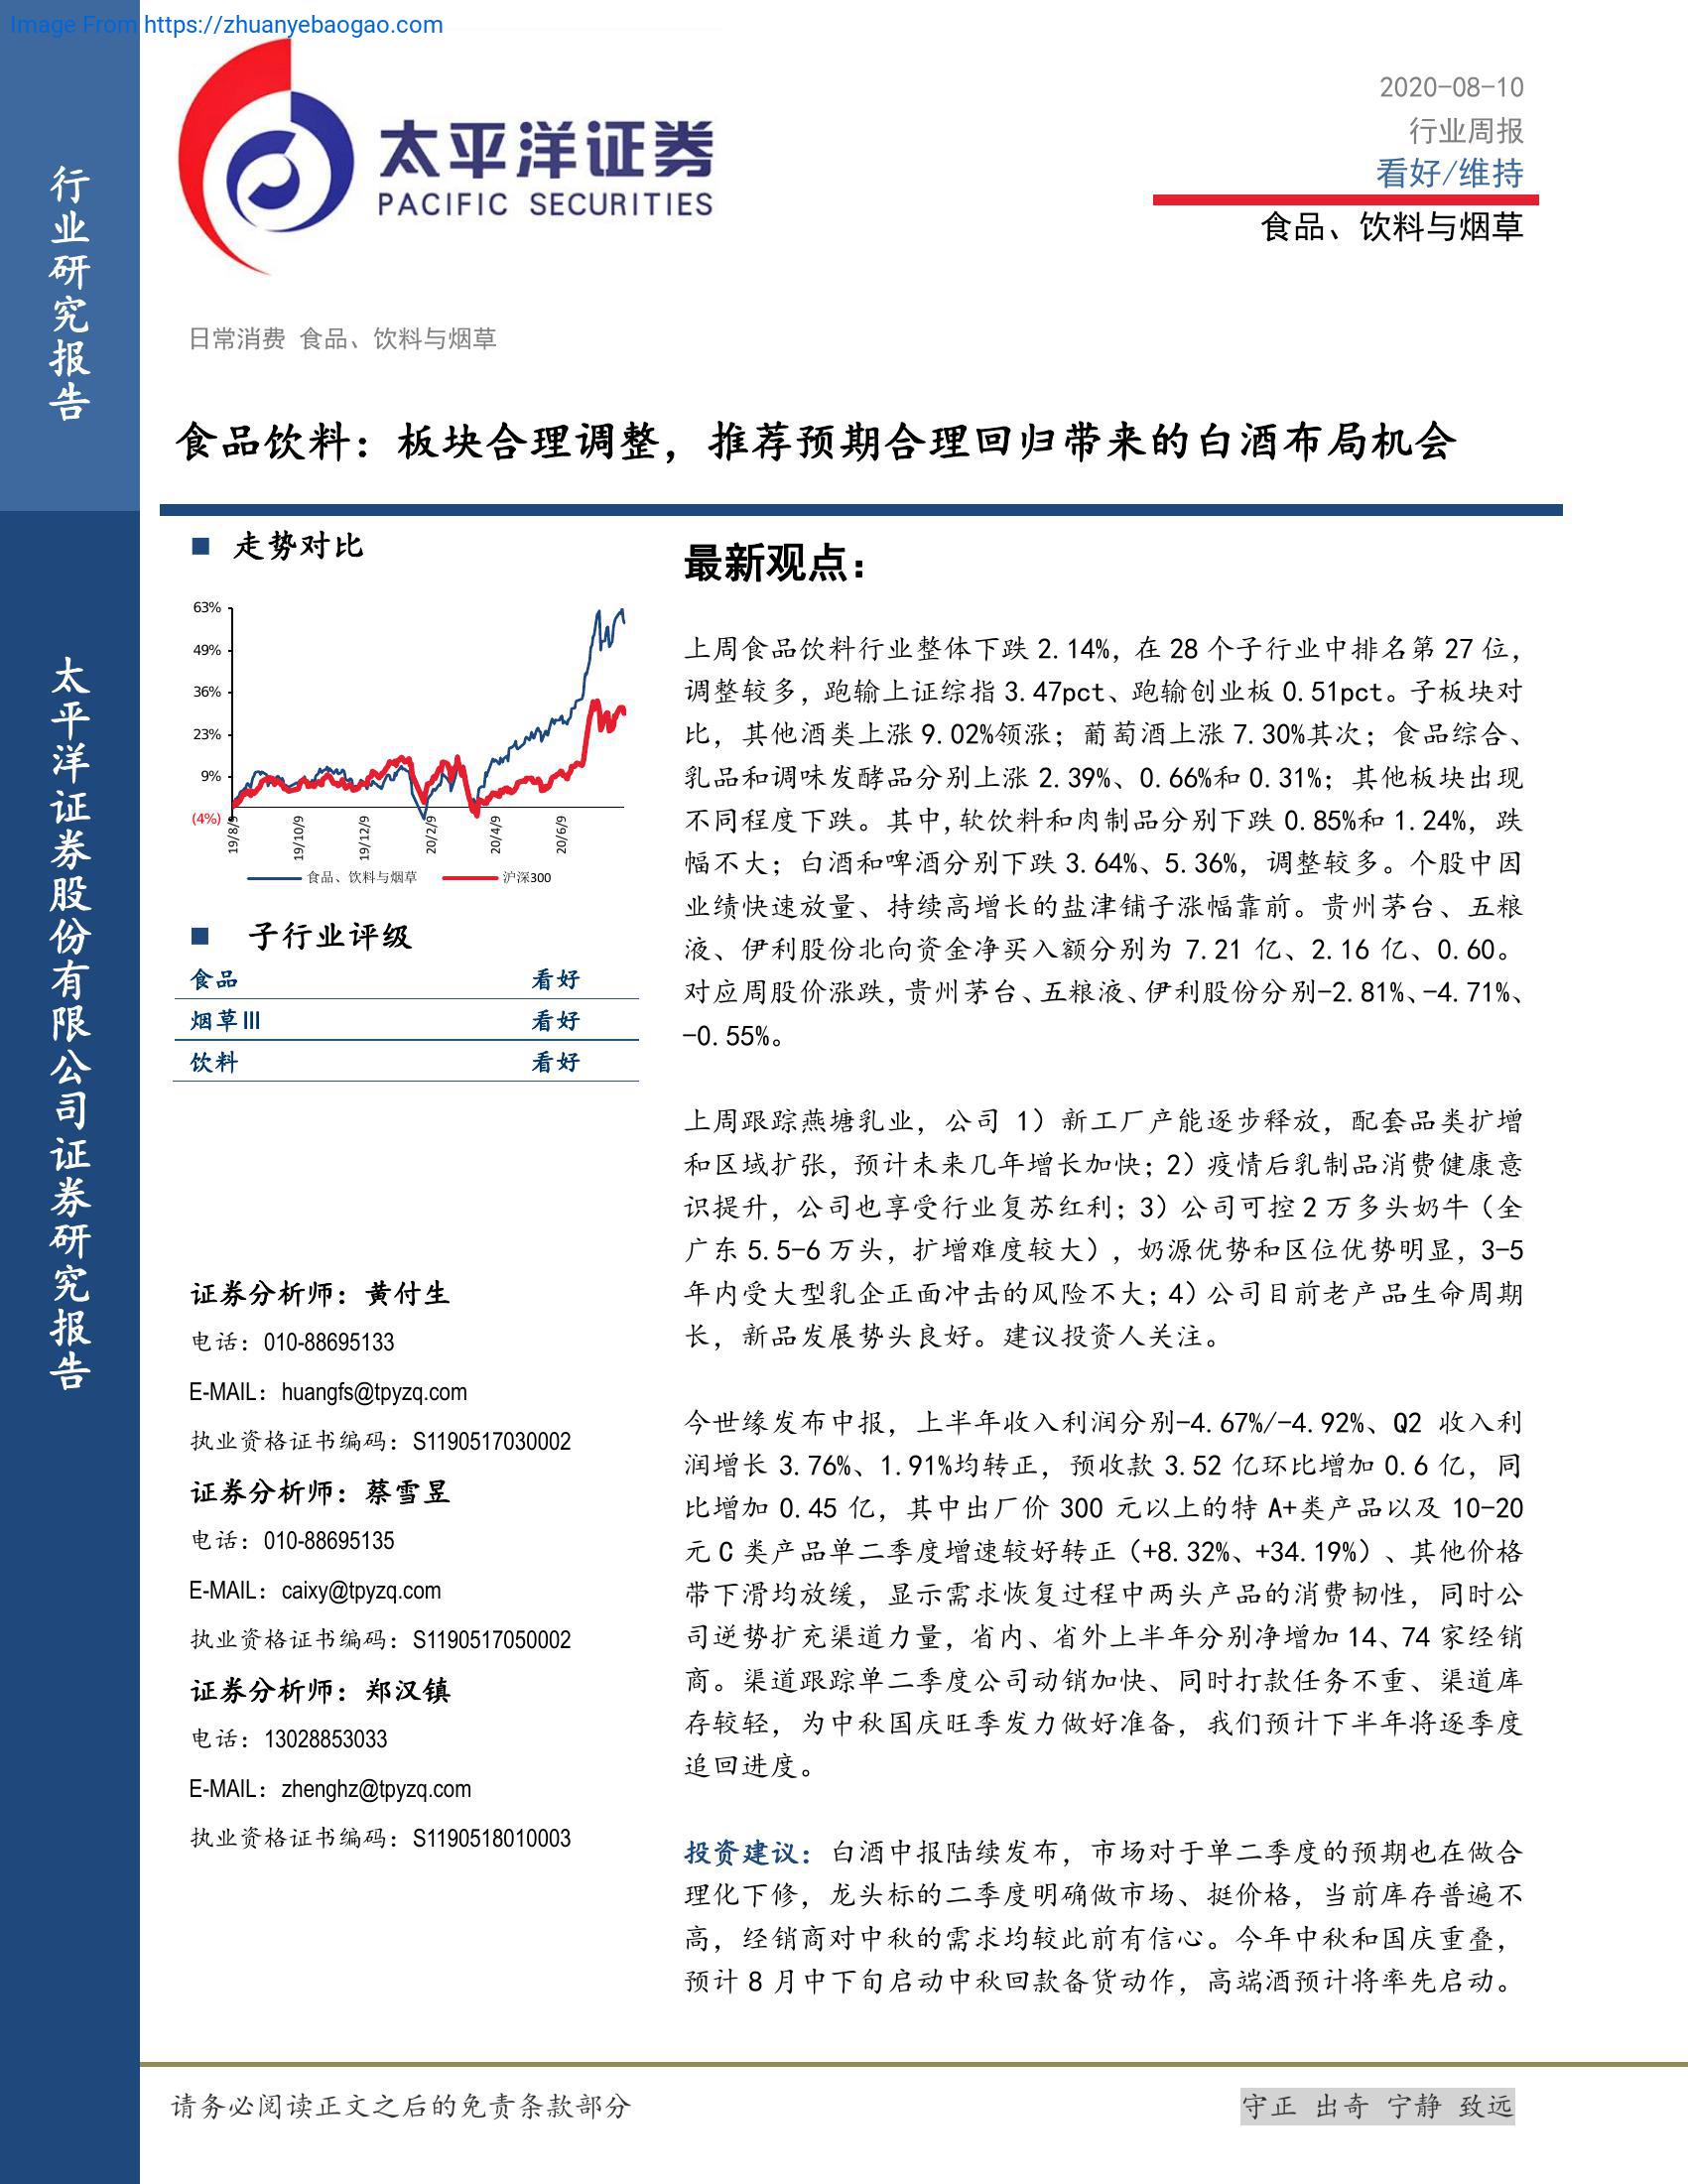 Image From https://zhuanyebaogao.com
行业研究报告
太平洋证券股份有限公司证券研究报告
太平洋证券
PACIFIC SECURITIES
2020-08-10
行业周报
看好/维持
食品、饮料与烟草
日常消费 食品、饮料与烟草
食品饮料：板块合理调整，推荐预期合理回归带来的白酒布局机会
■ 走势对比
63%
49%
36%
23%
9%
(4%)
19/8/9
19/10/9
19/12/9
20/2/9
20/4/9
20/6/9
食品、饮料与烟草 沪深300
■ 子行业评级
食品 看好
烟草Ⅲ 看好
饮料 看好
证券分析师：黄付生
电话：010-88695133
E-MAIL：huangfs@tpyzq.com
执业资格证书编码：S1190517030002
证券分析师：蔡雪昱
电话：010-88695135
E-MAIL：caixy@tpyzq.com
执业资格证书编码：S1190517050002
证券分析师：郑汉镇
电话：13028853033
E-MAIL：zhenghz@tpyzq.com
执业资格证书编码：S1190518010003
最新观点：
上周食品饮料行业整体下跌 2.14%，在 28 个子行业中排名第 27 位，
调整较多，跑输上证综指 3.47pct、跑输创业板 0.51pct。子板块对
比，其他酒类上涨 9.02%领涨；葡萄酒上涨 7.30%其次；食品综合、
乳品和调味发酵品分别上涨 2.39%、0.66%和 0.31%；其他板块出现
不同程度下跌。其中,软饮料和肉制品分别下跌 0.85%和 1.24%，跌
幅不大；白酒和啤酒分别下跌 3.64%、5.36%，调整较多。个股中因
业绩快速放量、持续高增长的盐津铺子涨幅靠前。贵州茅台、五粮
液、伊利股份北向资金净买入额分别为 7.21 亿、2.16 亿、0.60。
对应周股价涨跌，贵州茅台、五粮液、伊利股份分别-2.81%、-4.71%、
-0.55%。
上周跟踪燕塘乳业，公司 1）新工厂产能逐步释放，配套品类扩增
和区域扩张，预计未来几年增长加快；2）疫情后乳制品消费健康意
识提升，公司也享受行业复苏红利；3）公司可控 2 万多头奶牛（全
广东 5.5-6 万头，扩增难度较大），奶源优势和区位优势明显，3-5
年内受大型乳企正面冲击的风险不大；4）公司目前老产品生命周期
长，新品发展势头良好。建议投资人关注。
今世缘发布中报，上半年收入利润分别-4.67%/-4.92%、Q2 收入利
润增长 3.76%、1.91%均转正，预收款 3.52 亿环比增加 0.6 亿，同
比增加 0.45 亿，其中出厂价 300 元以上的特 A+类产品以及 10-20
元 C 类产品单二季度增速较好转正（+8.32%、+34.19%）、其他价格
带下滑均放缓，显示需求恢复过程中两头产品的消费韧性，同时公
司逆势扩充渠道力量，省内、省外上半年分别净增加 14、74 家经销
商。渠道跟踪单二季度公司动销加快、同时打款任务不重、渠道库
存较轻，为中秋国庆旺季发力做好准备，我们预计下半年将逐季度
追回进度。
投资建议：白酒中报陆续发布，市场对于单二季度的预期也在做合
理化下修，龙头标的二季度明确做市场、挺价格，当前库存普遍不
高，经销商对中秋的需求均较此前有信心。今年中秋和国庆重叠，
预计 8 月中下旬启动中秋回款备货动作，高端酒预计将率先启动。
请务必阅读正文之后的免责条款部分
守正 出奇 宁静 致远